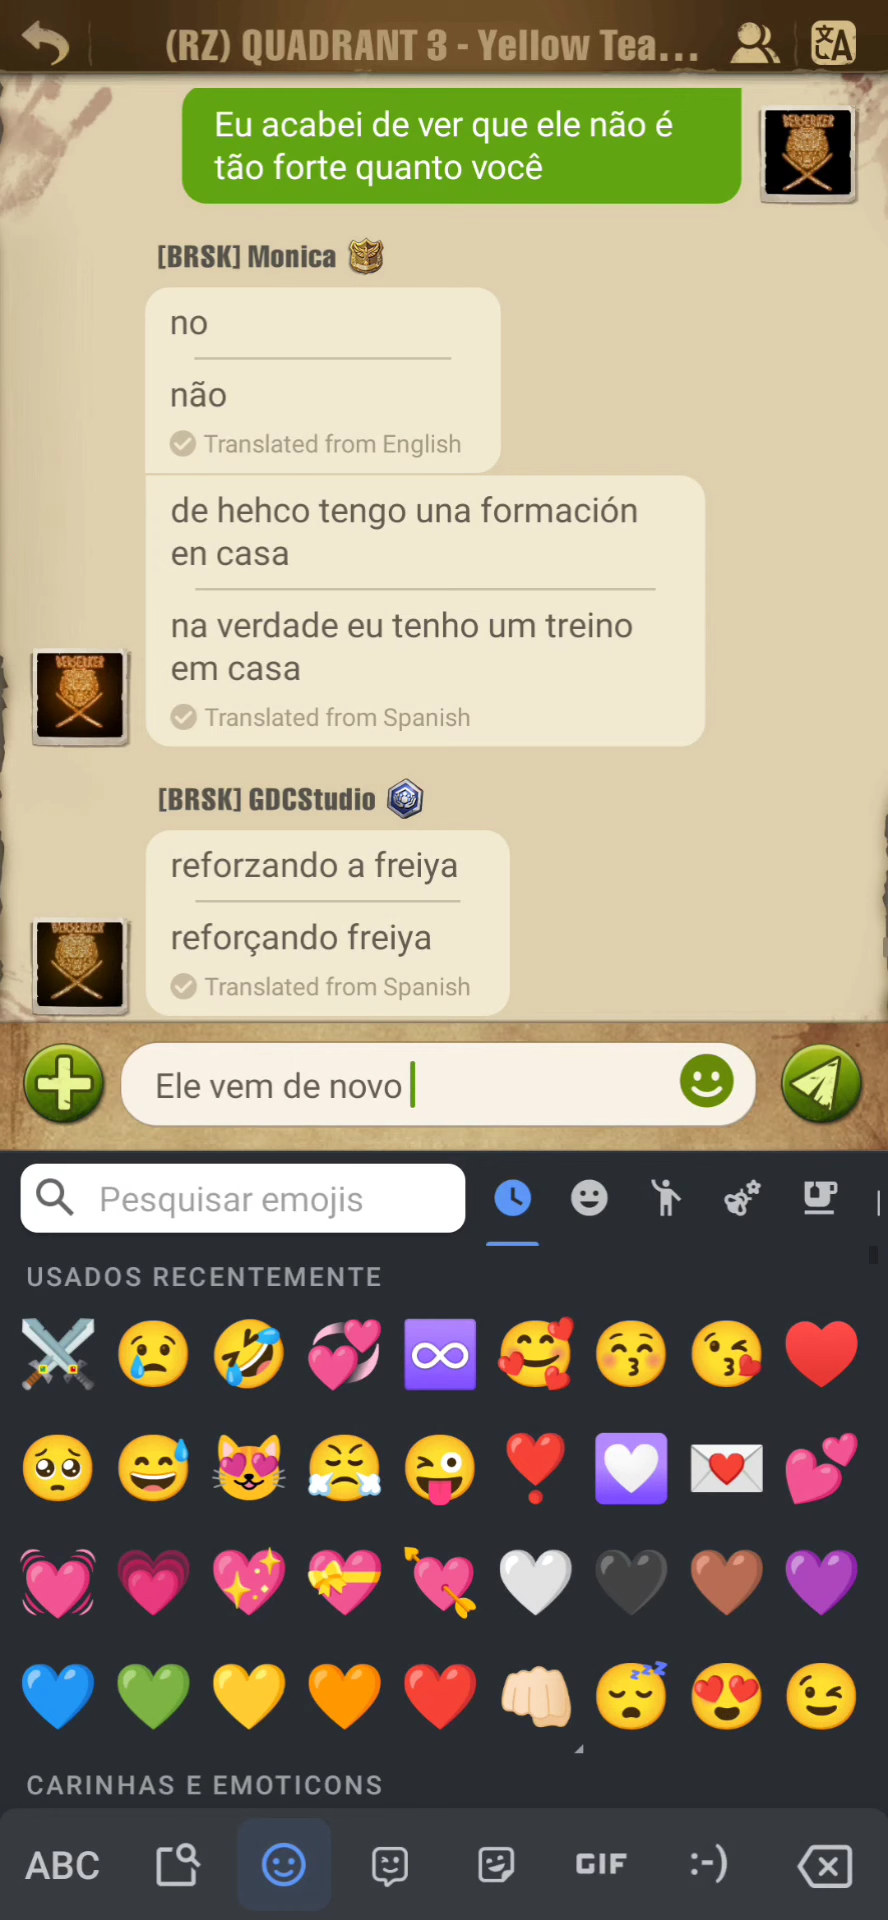 (RZ) QUADRANT 3 - Yellow Tea...
Eu acabei de ver que ele não é
tão forte quanto você
BERSERKER
[BRSK] Monica
no
não
Translated from English
de hehco tengo una formación
en casa
na verdade eu tenho um treino
em casa
Translated from Spanish
BERSERKER
[BRSK] GDCStudio
reforzando a freiya
reforçando freiya
Translated from Spanish
BERSERKER
Ele vem de novo
Pesquisar emojis
USADOS RECENTEMENTE
CARINHAS E EMOTICONS
ABC
GIF
:-)